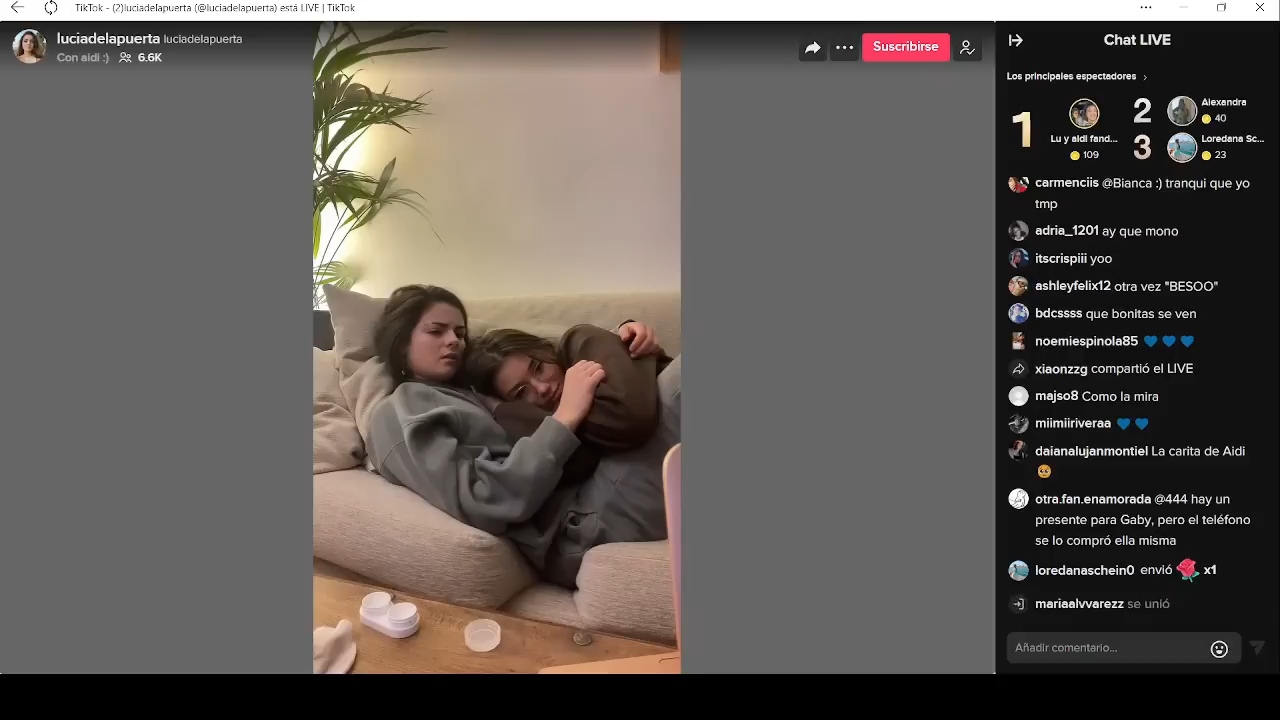 TikTok - (2)luciadelapuerta (@luciadelapuerta) está LIVE | TikTok
luciadelapuerta luciadelapuerta
Con aidi :) 6.6K
Suscribirse
Chat LIVE
Los principales espectadores
1
Lu y aidi fand...
109
2
Alexandra
40
3
Loredana Sc...
23
carmenciis @Bianca :) tranqui que yo
tmp
adria_1201 ay que mono
itscrispiii yoo
ashleyfelix12 otra vez "BESOO"
bdcssss que bonitas se ven
noemiespinola85 💙 💙 💙
xiaonzzg compartió el LIVE
majso8 Como la mira
miimiiriveraa 💙 💙
daianalujanmontiel La carita de Aidi
🥺
otra.fan.enamorada @444 hay un
presente para Gaby, pero el teléfono
se lo compró ella misma
loredanaschein0 envió 🌹 x1
mariaalvvarezz se unió
Añadir comentario...